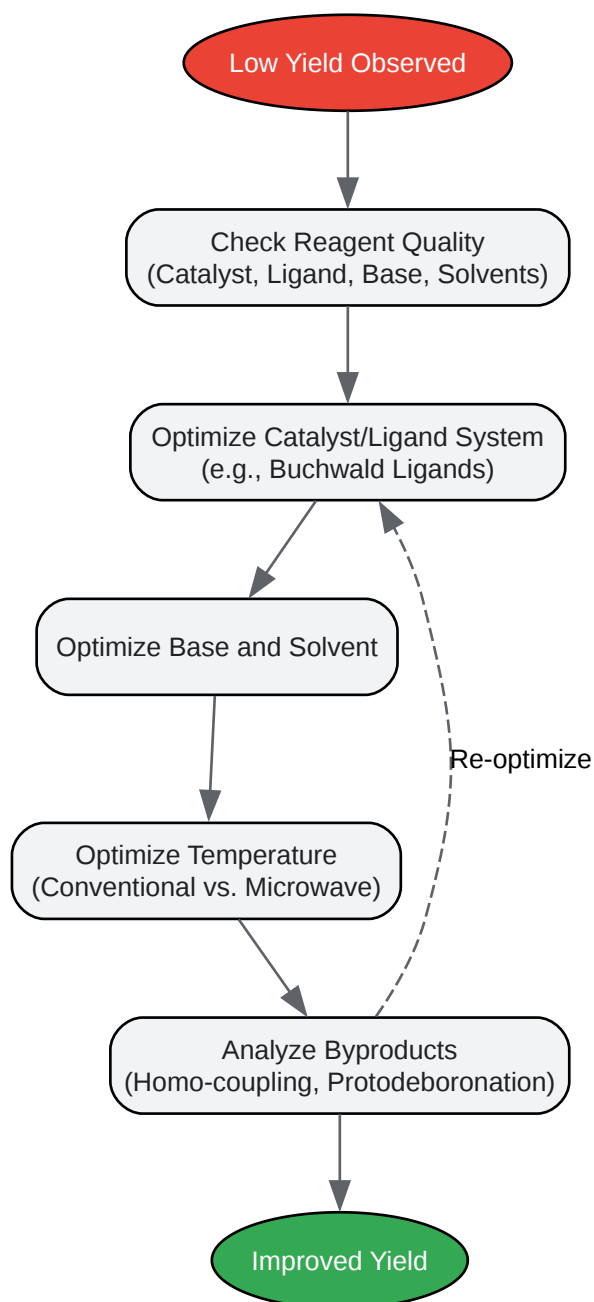 Low Yield Observed
Check Reagent Quality
(Catalyst, Ligand, Base, Solvents)
Optimize Catalyst/Ligand System
(e.g., Buchwald Ligands)
Optimize Base and Solvent
Re-optimize
Optimize Temperature
(Conventional vs. Microwave)
Analyze Byproducts
(Homo-coupling, Protodeboronation)
Improved Yield